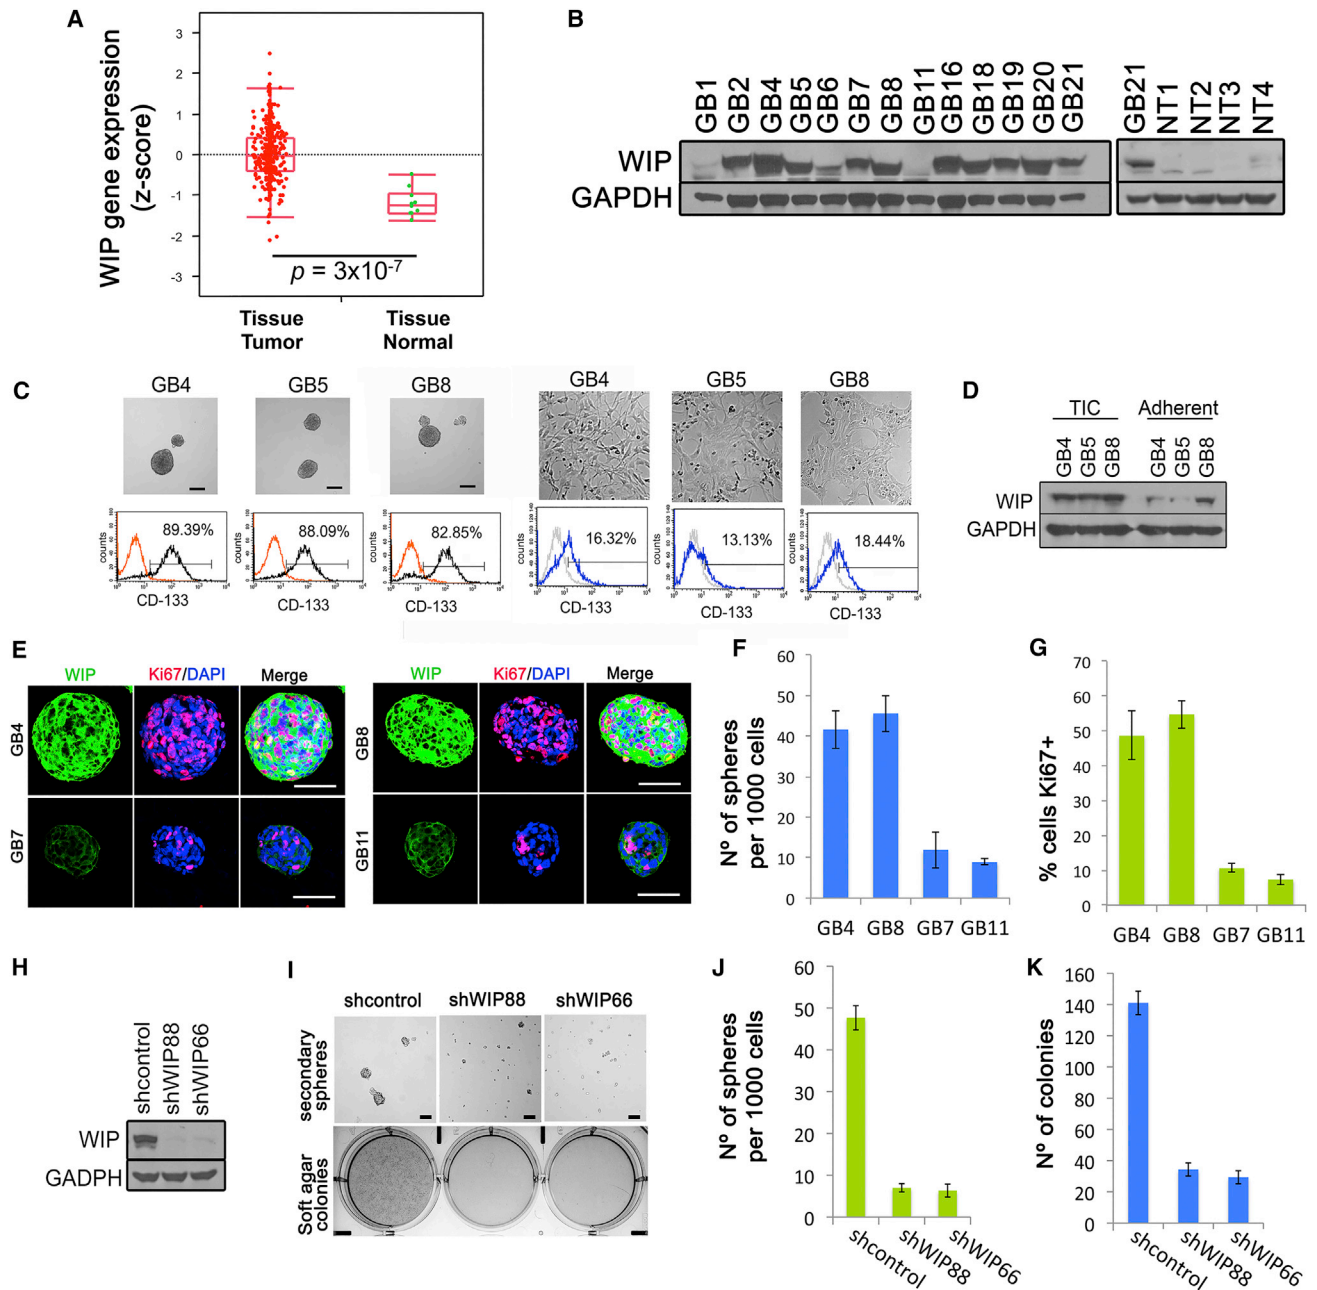 A
WIP gene expression
(z-score)
3
2
1
0
-1
-2
-3
p = 3x10-7
Tissue
Tumor
Tissue
Normal
B
GB1
GB2
GB4
GB5
GB6
GB7
GB8
GB11
GB16
GB18
GB19
GB20
GB21
GB21
NT1
NT2
NT3
NT4
WIP
GAPDH
C
GB4
GB5
GB8
GB4
GB5
GB8
counts
89.39%
CD-133
counts
88.09%
CD-133
counts
82.85%
CD-133
counts
16.32%
CD-133
counts
13.13%
CD-133
counts
18.44%
CD-133
D
TIC
Adherent
GB4
GB5
GB8
GB4
GB5
GB8
WIP
GAPDH
E
WIP
Ki67/DAPI
Merge
WIP
Ki67/DAPI
Merge
GB4
GB8
GB7
GB11
F
Nº of spheres
per 1000 cells
60
50
40
30
20
10
0
GB4 GB8 GB7 GB11
G
% cells Ki67+
70
60
50
40
30
20
10
0
GB4 GB8 GB7 GB11
H
shcontrol
shWIP88
shWIP66
WIP
GADPH
I
shcontrol
shWIP88
shWIP66
secondary
spheres
Soft agar
colonies
J
Nº of spheres
per 1000 cells
60
50
40
30
20
10
0
shcontrol
shWIP88
shWIP66
K
Nº of colonies
160
140
120
100
80
60
40
20
0
shcontrol
shWIP88
shWIP66